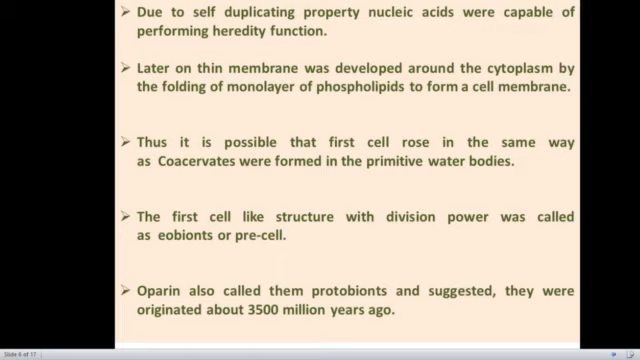 ➢ Due to self duplicating property nucleic acids were capable of
performing heredity function.
➢ Later on thin membrane was developed around the cytoplasm by
the folding of monolayer of phospholipids to form a cell membrane.
➢ Thus it is possible that first cell rose in the same way
as Coacervates were formed in the primitive water bodies.
➢ The first cell like structure with division power was called
as eobionts or pre-cell.
➢ Oparin also called them protobionts and suggested, they were
originated about 3500 million years ago.
Slide 6 of 17